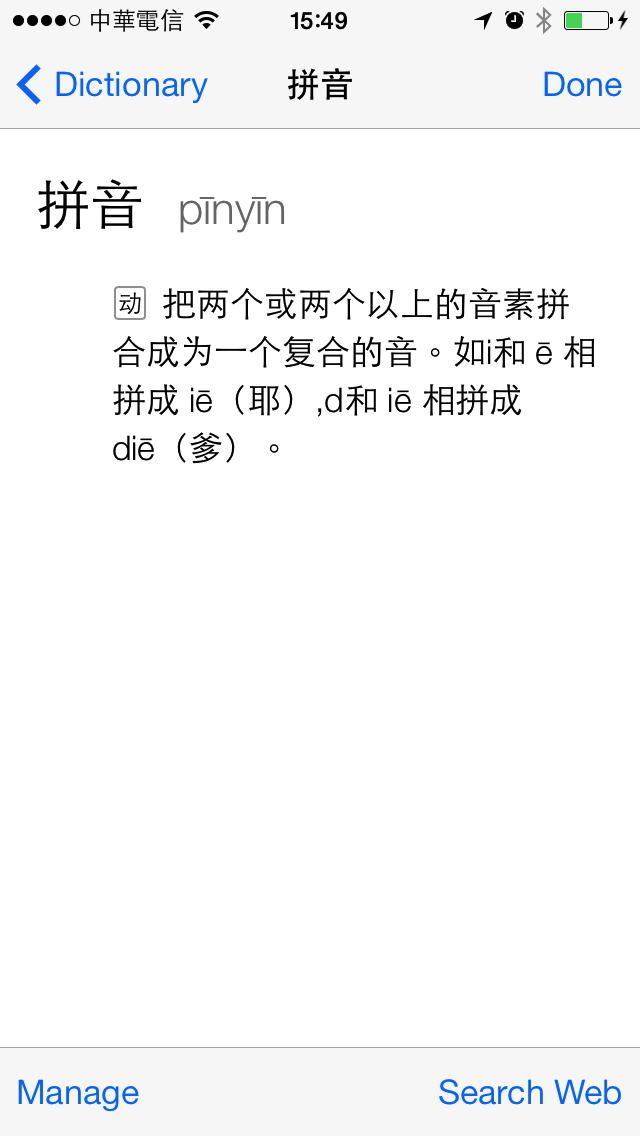 中華電信 15:49
Dictionary 拼音 Done
拼音 pīnyīn
动 把两个或两个以上的音素拼
合成为一个复合的音。如i和 ē 相
拼成 iē（耶）,d和 iē 相拼成
diē（爹）。
Manage Search Web